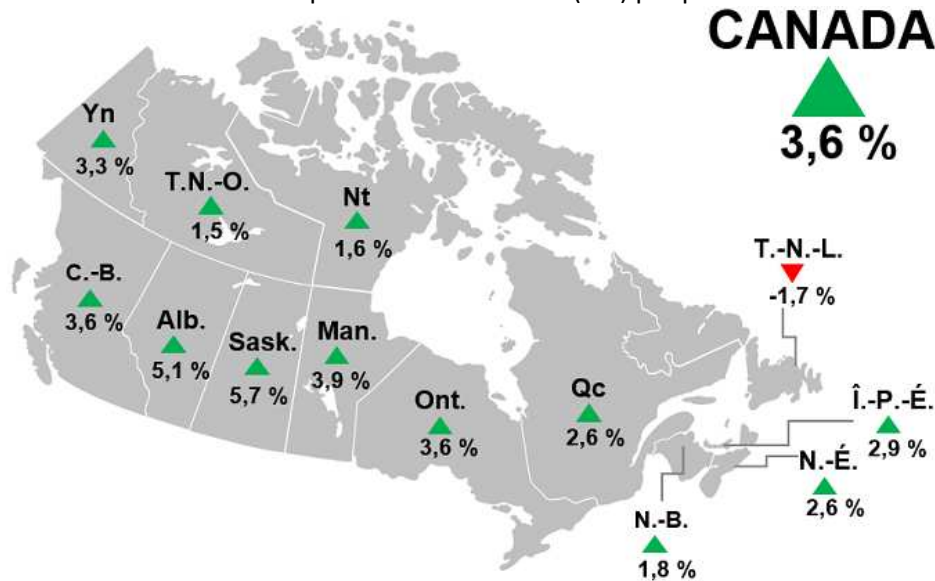 CANADA
3,6 %
Yn
3,3 %
T.N.-O.
1,5 %
Nt
1,6 %
T.-N.-L.
-1,7 %
C.-B.
3,6 %
Alb.
5,1 %
Sask.
5,7 %
Man.
3,9 %
Ont.
3,6 %
Qc
2,6 %
Î.-P.-É.
2,9 %
N.-É.
2,6 %
N.-B.
1,8 %